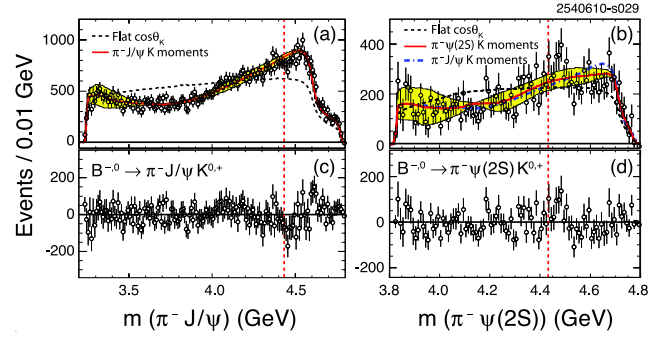 2540610-s029
(a)
Flat cosθK
π−J/ψ K moments
1000
500
0
(b)
Flat cosθK
π−ψ(2S) K moments
π−J/ψ K moments
400
200
0
Events / 0.01 GeV
(c)
B−,0 → π−J/ψ K0,+
200
0
-200
(d)
B−,0 → π−ψ(2S) K0,+
200
0
-200
3.5 4.0 4.5
3.8 4.0 4.2 4.4 4.6 4.8
m (π− J/ψ) (GeV)
m (π− ψ(2S)) (GeV)